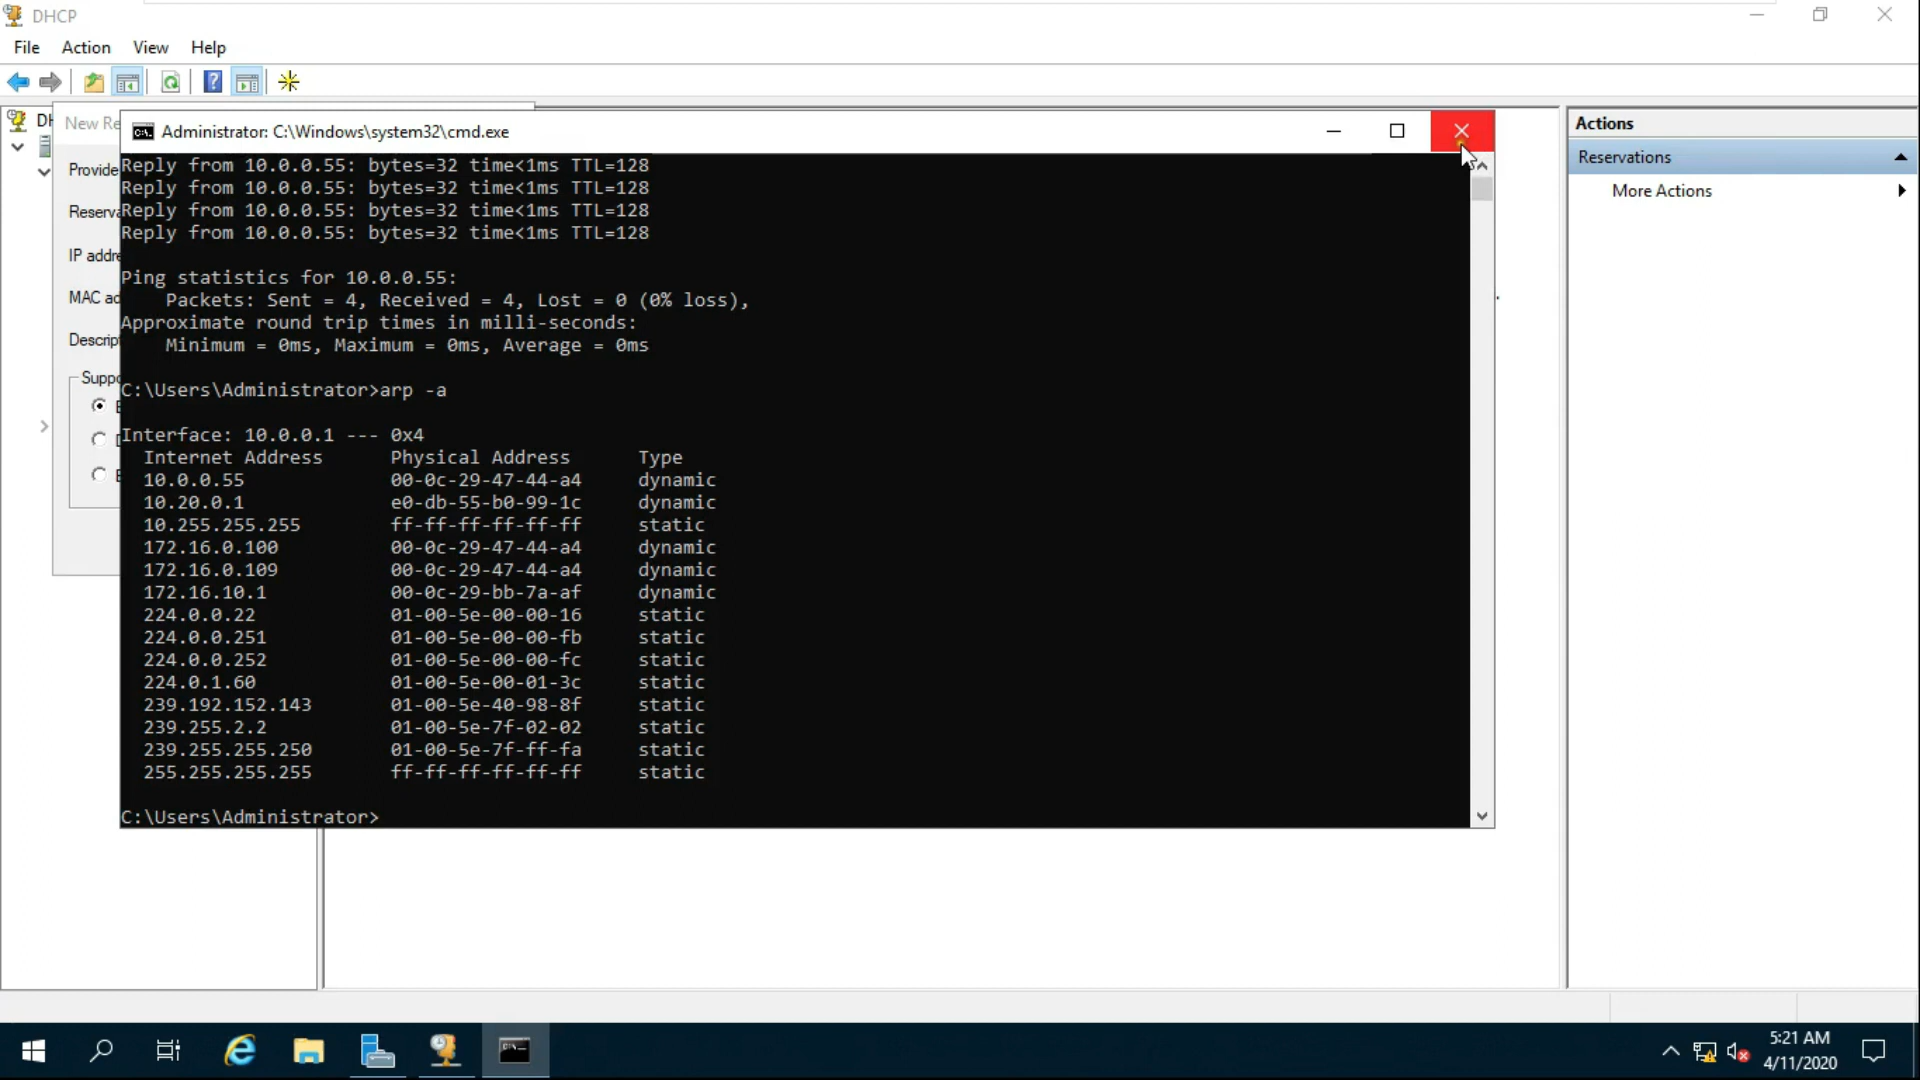 DHCP
File Action View Help
DH
New Re
Provide
Reserva
IP addre
MAC ad
Descrip
Suppo
Administrator: C:\Windows\system32\cmd.exe
Reply from 10.0.0.55: bytes=32 time<1ms TTL=128
Reply from 10.0.0.55: bytes=32 time<1ms TTL=128
Reply from 10.0.0.55: bytes=32 time<1ms TTL=128
Reply from 10.0.0.55: bytes=32 time<1ms TTL=128
Ping statistics for 10.0.0.55:
Packets: Sent = 4, Received = 4, Lost = 0 (0% loss),
Approximate round trip times in milli-seconds:
Minimum = 0ms, Maximum = 0ms, Average = 0ms
C:\Users\Administrator>arp -a
Interface: 10.0.0.1 --- 0x4
Internet Address Physical Address Type
10.0.0.55 00-0c-29-47-44-a4 dynamic
10.20.0.1 e0-db-55-b0-99-1c dynamic
10.255.255.255 ff-ff-ff-ff-ff-ff static
172.16.0.100 00-0c-29-47-44-a4 dynamic
172.16.0.109 00-0c-29-47-44-a4 dynamic
172.16.10.1 00-0c-29-bb-7a-af dynamic
224.0.0.22 01-00-5e-00-00-16 static
224.0.0.251 01-00-5e-00-00-fb static
224.0.0.252 01-00-5e-00-00-fc static
224.0.1.60 01-00-5e-00-01-3c static
239.192.152.143 01-00-5e-40-98-8f static
239.255.2.2 01-00-5e-7f-02-02 static
239.255.255.250 01-00-5e-7f-ff-fa static
255.255.255.255 ff-ff-ff-ff-ff-ff static
C:\Users\Administrator>
Actions
Reservations
More Actions
5:21 AM
4/11/2020